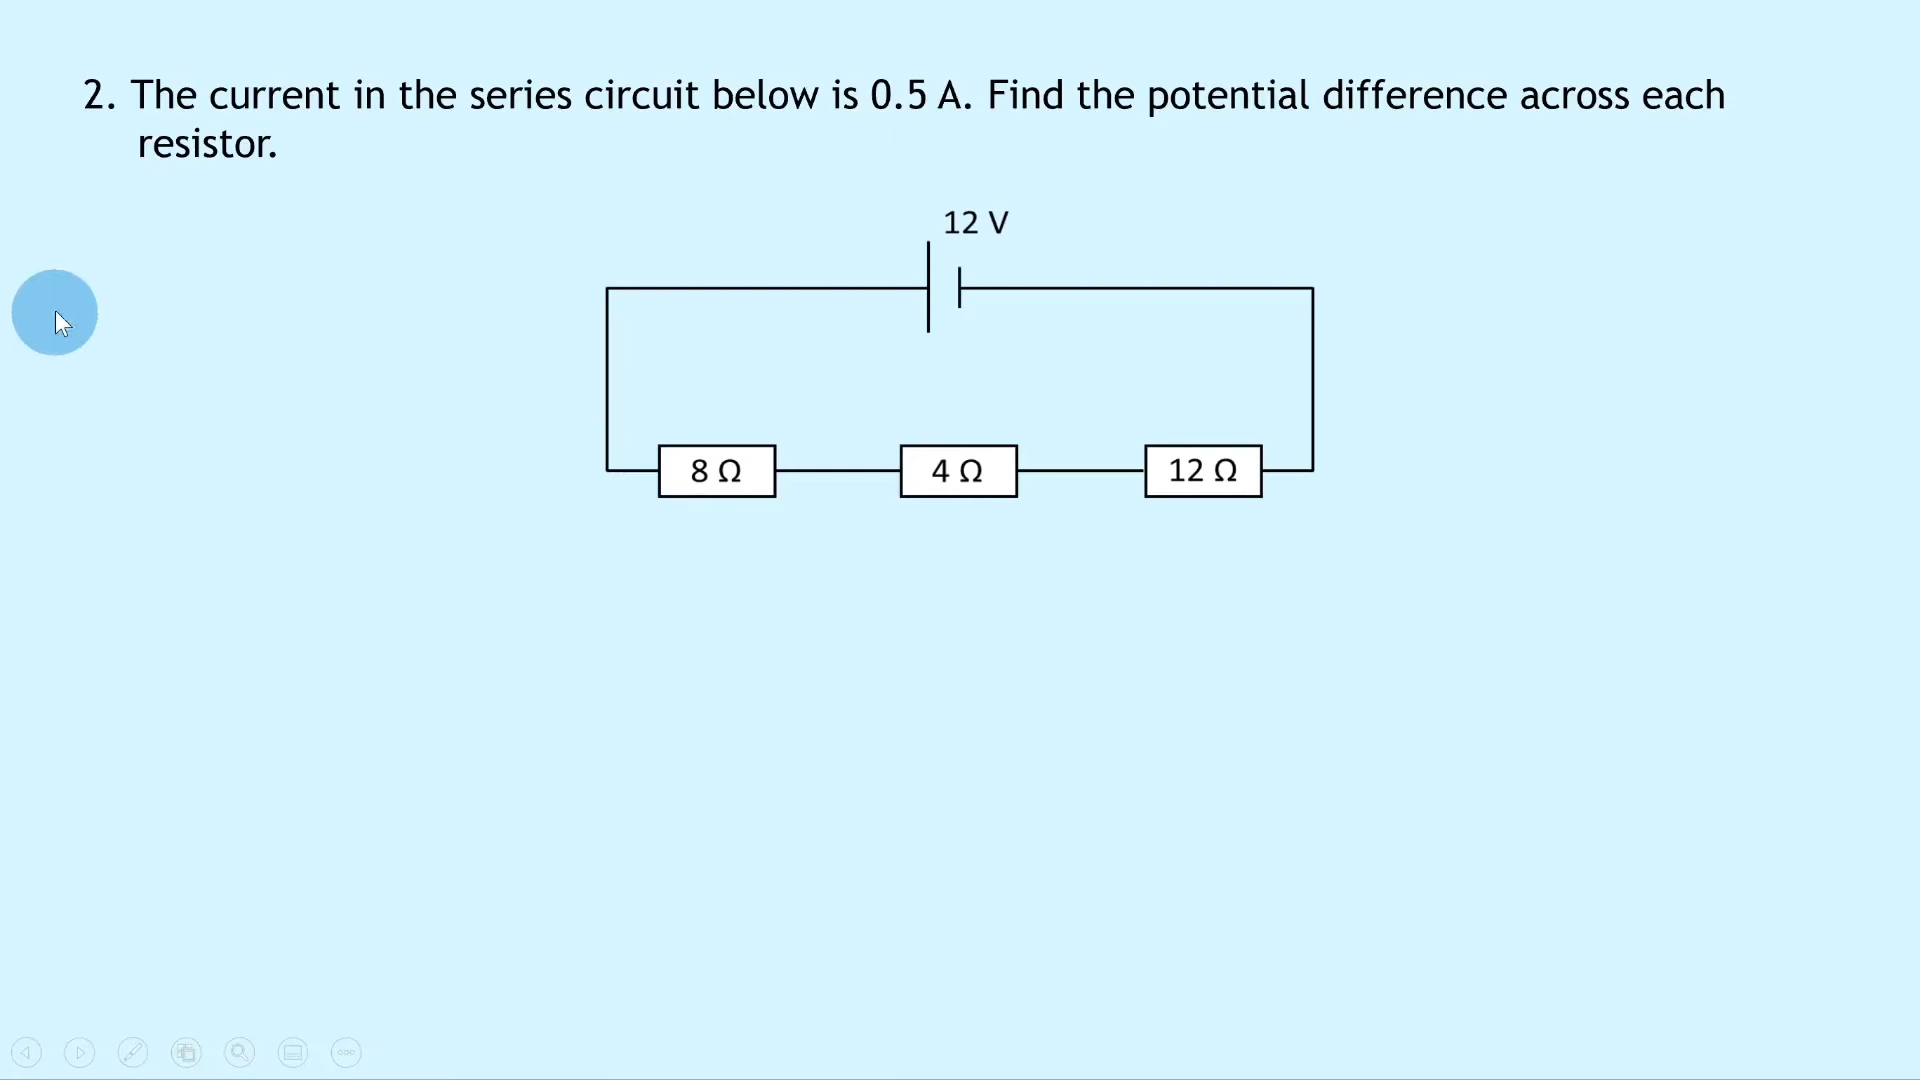 2. The current in the series circuit below is 0.5 A. Find the potential difference across each
resistor.
12 V
8 Ω
4 Ω
12 Ω